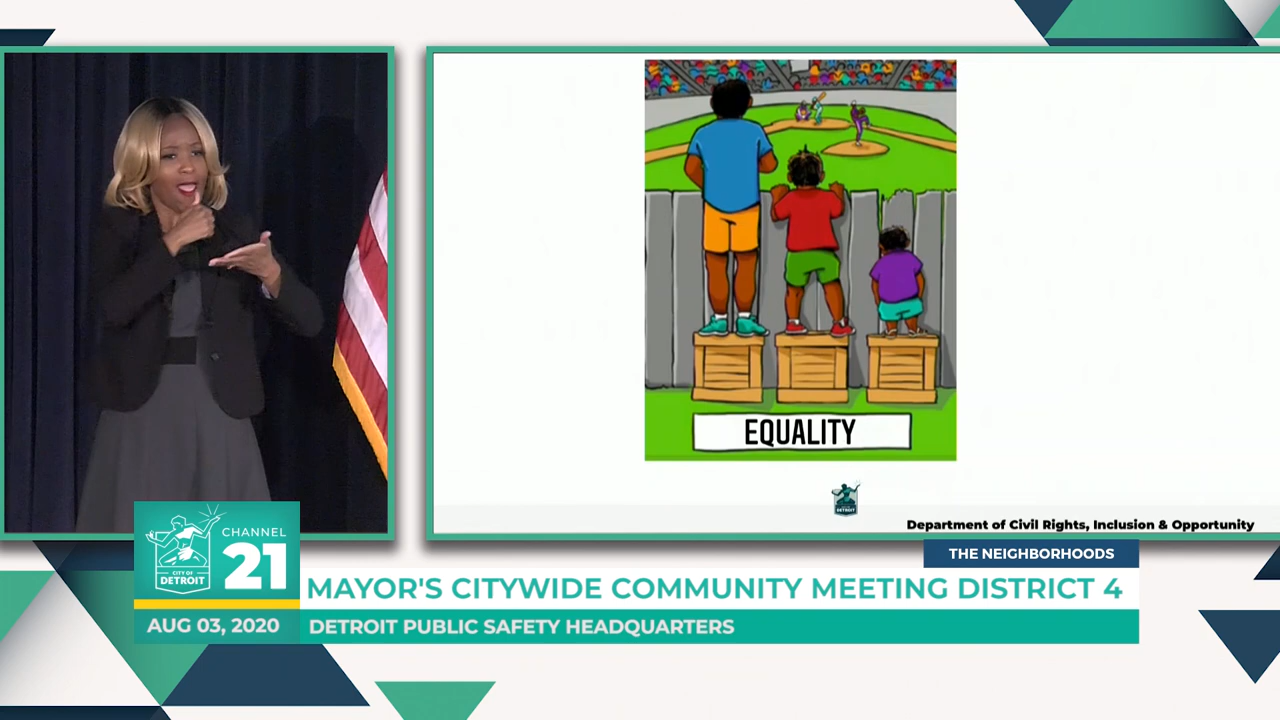 EQUALITY
DETROIT
Department of Civil Rights, Inclusion & Opportunity
THE NEIGHBORHOODS
CHANNEL
21
CITY OF
DETROIT
MAYOR'S CITYWIDE COMMUNITY MEETING DISTRICT 4
AUG 03, 2020
DETROIT PUBLIC SAFETY HEADQUARTERS